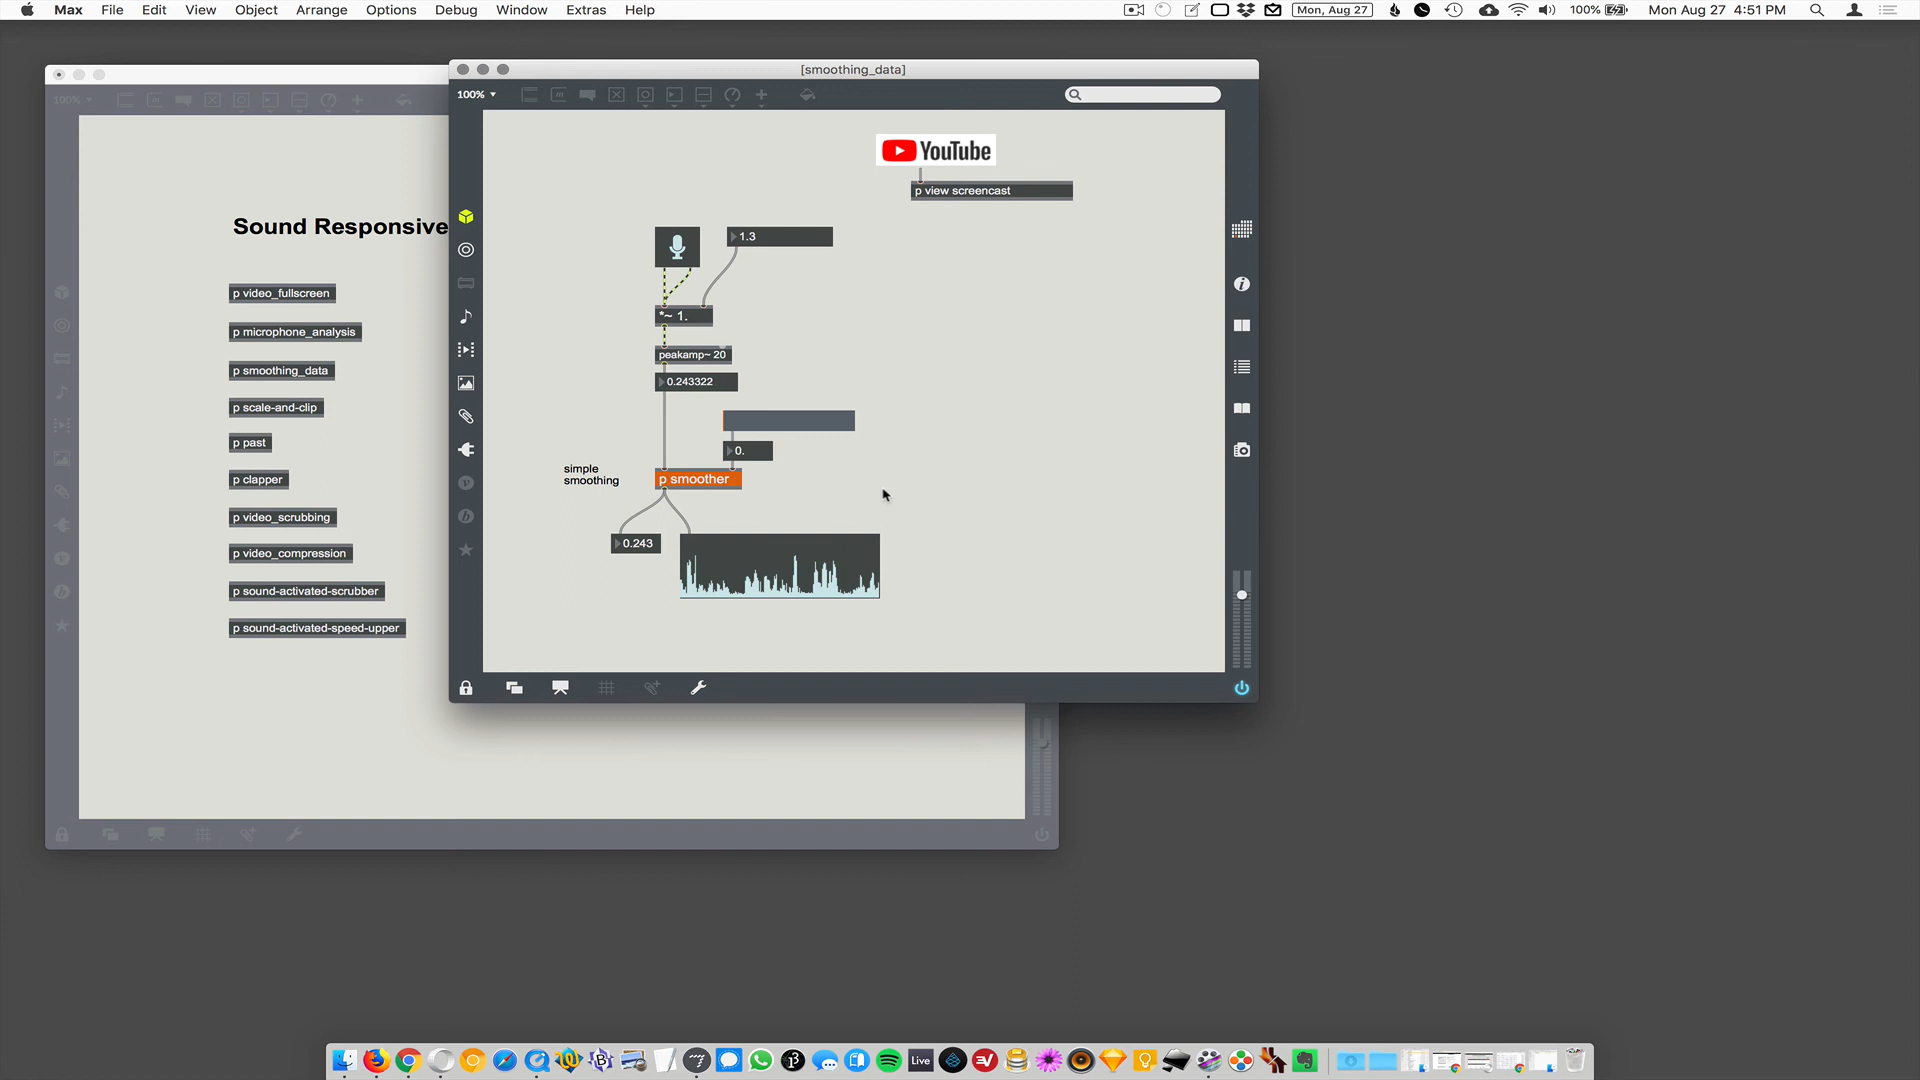 Max File Edit View Object Arrange Options Debug Window Extras Help
Mon, Aug 27
100%
Mon Aug 27 4:51 PM
[smoothing_data]
100%
100%
YouTube
p view screencast
Sound Responsive
p video_fullscreen
p microphone_analysis
p smoothing_data
p scale-and-clip
p past
p clapper
p video_scrubbing
p video_compression
p sound-activated-scrubber
p sound-activated-speed-upper
1.3
*~ 1.
peakamp~ 20
0.243322
0.
simple
smoothing
p smoother
0.243
Live